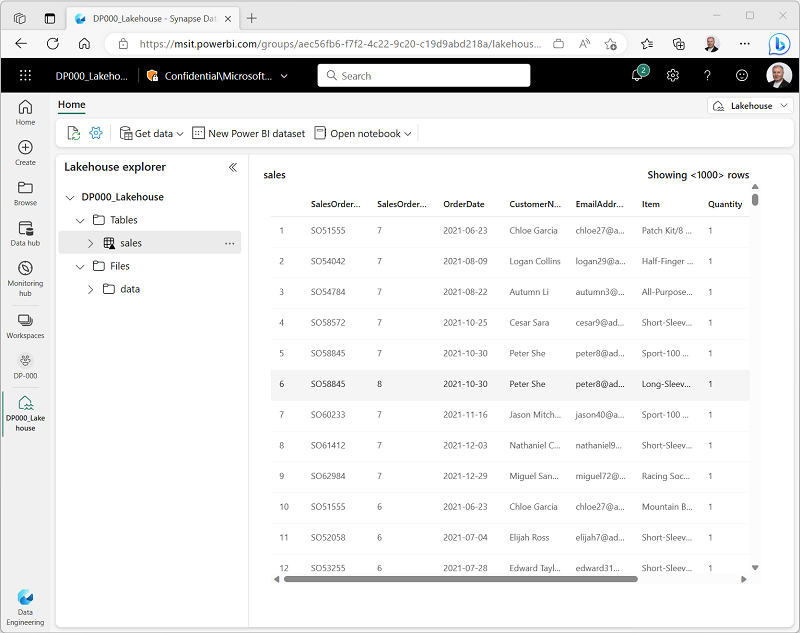 DP000_Lakehouse - Synapse Dat
https://msit.powerbi.com/groups/aec56fb6-f7f2-4c22-9c20-c19d9abd218a/lakehous...
DP000_Lakeho...
Confidential\Microsoft...
Search
2
Home
Create
Browse
Data hub
Monitoring
hub
Workspaces
DP-000
DP000_Lake
house
Data
Engineering
Home
Lakehouse
Get data
New Power BI dataset
Open notebook
Lakehouse explorer
DP000_Lakehouse
Tables
sales
Files
data
sales
Showing <1000> rows
SalesOrder... SalesOrder... OrderDate CustomerN... EmailAddr... Item Quantity
1 SO51555 7 2021-06-23 Chloe Garcia chloe27@a... Patch Kit/8 ... 1
2 SO54042 7 2021-08-09 Logan Collins logan29@a... Half-Finger ... 1
3 SO54784 7 2021-08-22 Autumn Li autumn3@... All-Purpose... 1
4 SO58572 7 2021-10-25 Cesar Sara cesar9@ad... Short-Sleev... 1
5 SO58845 7 2021-10-30 Peter She peter8@ad... Sport-100 ... 1
6 SO58845 8 2021-10-30 Peter She peter8@ad... Long-Sleev... 1
7 SO60233 7 2021-11-16 Jason Mitch... jason40@a... Sport-100 ... 1
8 SO61412 7 2021-12-03 Nathaniel C... nathaniel9... Short-Sleev... 1
9 SO62984 7 2021-12-29 Miguel San... miguel72@... Racing Soc... 1
10 SO51555 6 2021-06-23 Chloe Garcia chloe27@a... Mountain B... 1
11 SO52058 6 2021-07-04 Elijah Ross elijah7@ad... Short-Sleev... 1
12 SO53255 6 2021-07-28 Edward Tayl... edward31... Short-Sleev... 1